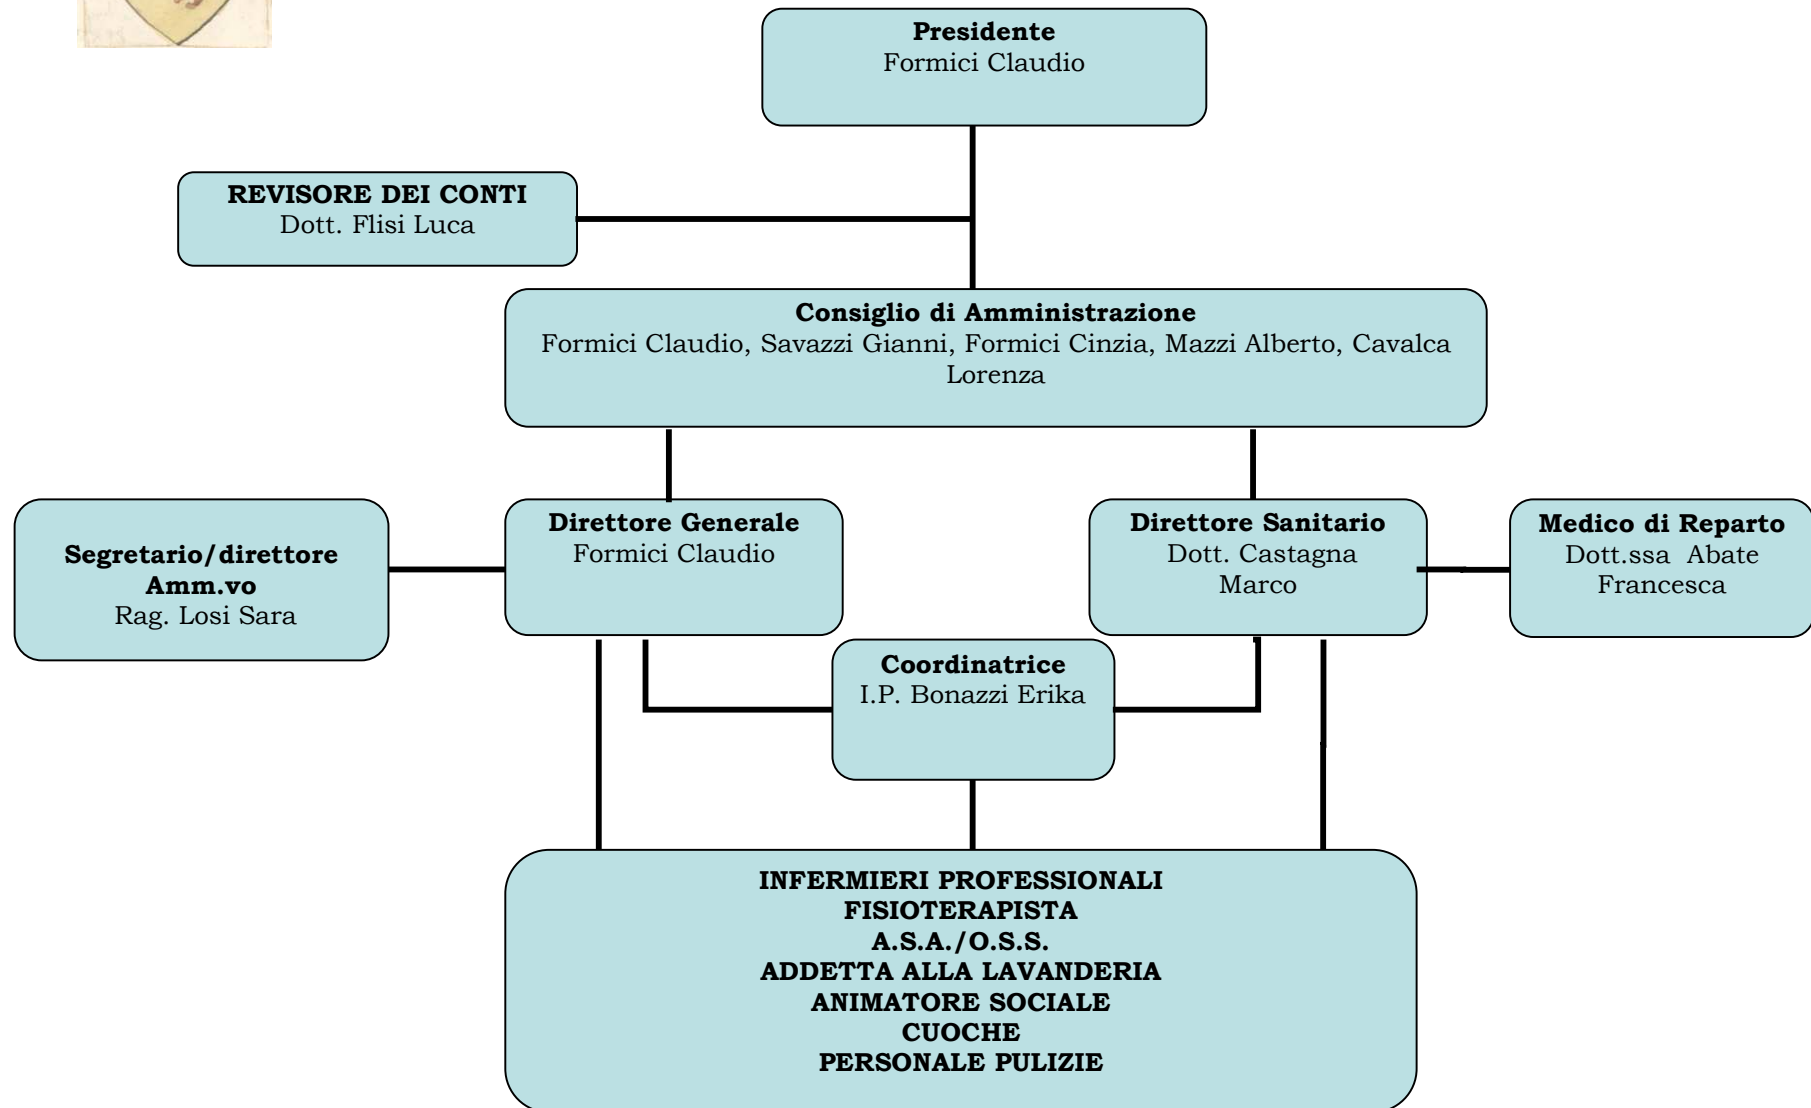 Presidente
Formici Claudio
REVISORE DEI CONTI
Dott. Flisi Luca
Consiglio di Amministrazione
Formici Claudio, Savazzi Gianni, Formici Cinzia, Mazzi Alberto, Cavalca
Lorenza
Segretario/direttore
Amm.vo
Rag. Losi Sara
Direttore Generale
Formici Claudio
Direttore Sanitario
Dott. Castagna
Marco
Medico di Reparto
Dott.ssa Abate
Francesca
Coordinatrice
I.P. Bonazzi Erika
INFERMIERI PROFESSIONALI
FISIOTERAPISTA
A.S.A./O.S.S.
ADDETTA ALLA LAVANDERIA
ANIMATORE SOCIALE
CUOCHE
PERSONALE PULIZIE